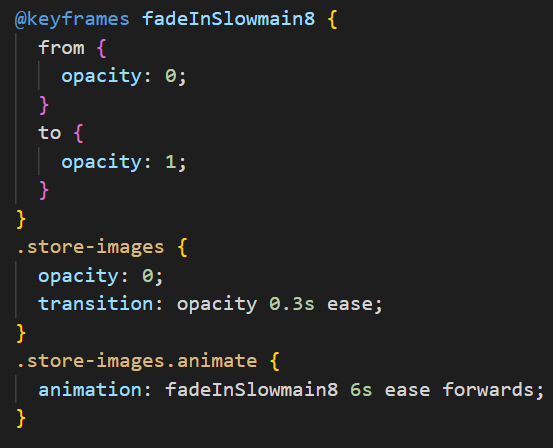 @keyframes fadeInSlowmain8 {
from {
opacity: 0;
}
to {
opacity: 1;
}
}
.store-images {
opacity: 0;
transition: opacity 0.3s ease;
}
.store-images.animate {
animation: fadeInSlowmain8 6s ease forwards;
}